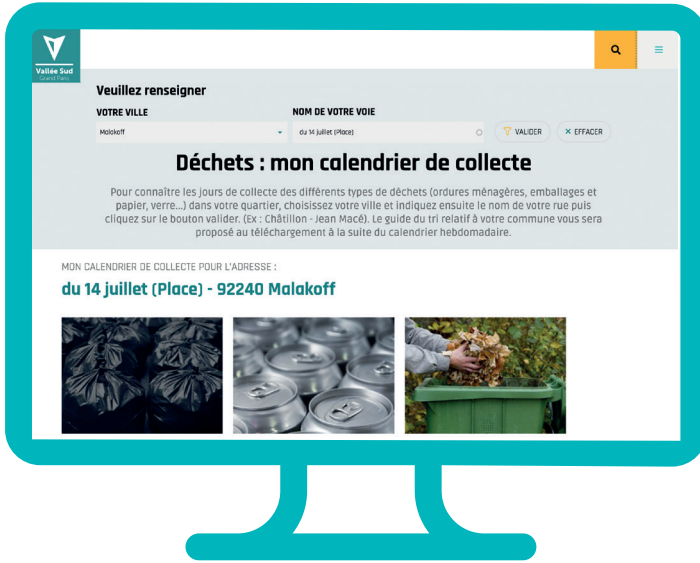 Vallée Sud
Grand Paris
Veuillez renseigner
VOTRE VILLE
NOM DE VOTRE VOIE
Malakoff
du 14 juillet (Place)
VALIDER
× EFFACER
Déchets : mon calendrier de collecte
Pour connaître les jours de collecte des différents types de déchets (ordures ménagères, emballages et
papier, verre...) dans votre quartier, choisissez votre ville et indiquez ensuite le nom de votre rue puis
cliquez sur le bouton valider. (Ex : Châtillon - Jean Macé). Le guide du tri relatif à votre commune vous sera
proposé au téléchargement à la suite du calendrier hebdomadaire.
MON CALENDRIER DE COLLECTE POUR L'ADRESSE :
du 14 juillet (Place) - 92240 Malakoff